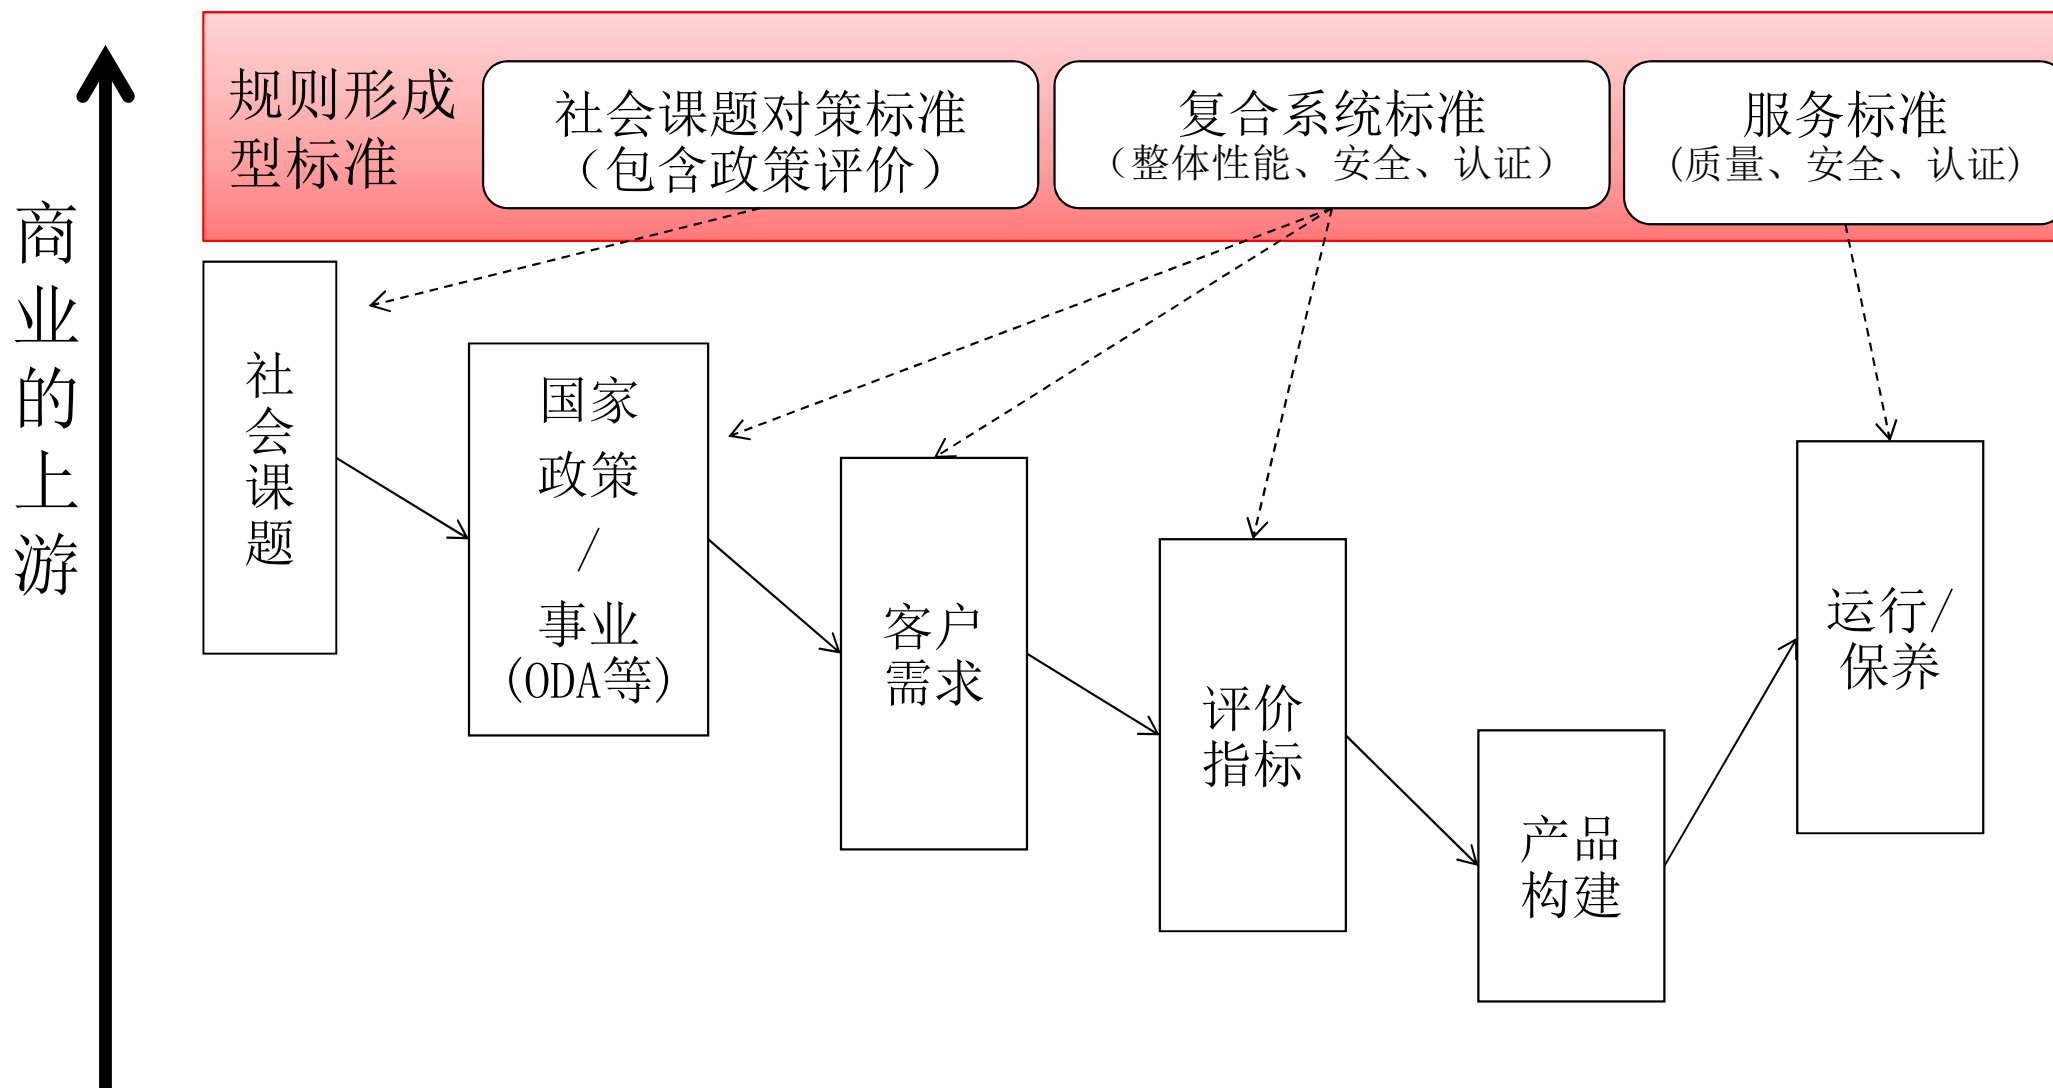 规则形成
型标准
社会课题对策标准
（包含政策评价）
复合系统标准
（整体性能、安全、认证）
服务标准
(质量、安全、认证)
商业的上游
社会课题
国家
政策
/
事业
(ODA等)
客户
需求
评价
指标
产品
构建
运行/
保养